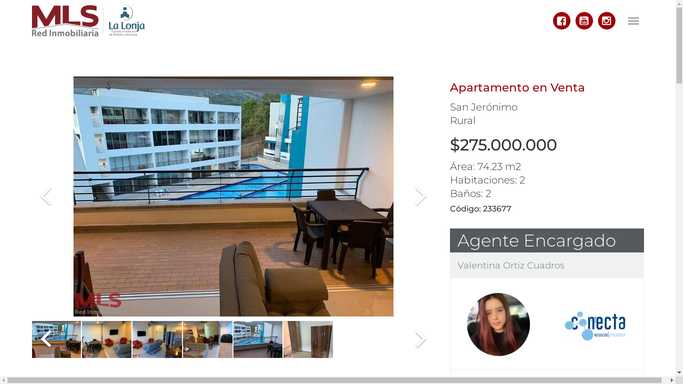 MLS
Red Inmobiliaria
La Lonja
Apartamento en Venta
San Jerónimo
Rural
$275.000.000
Área: 74.23 m2
Habitaciones: 2
Baños: 2
Código: 233677
Agente Encargado
Valentina Ortiz Cuadros
MLS
Red Inmo
conecta